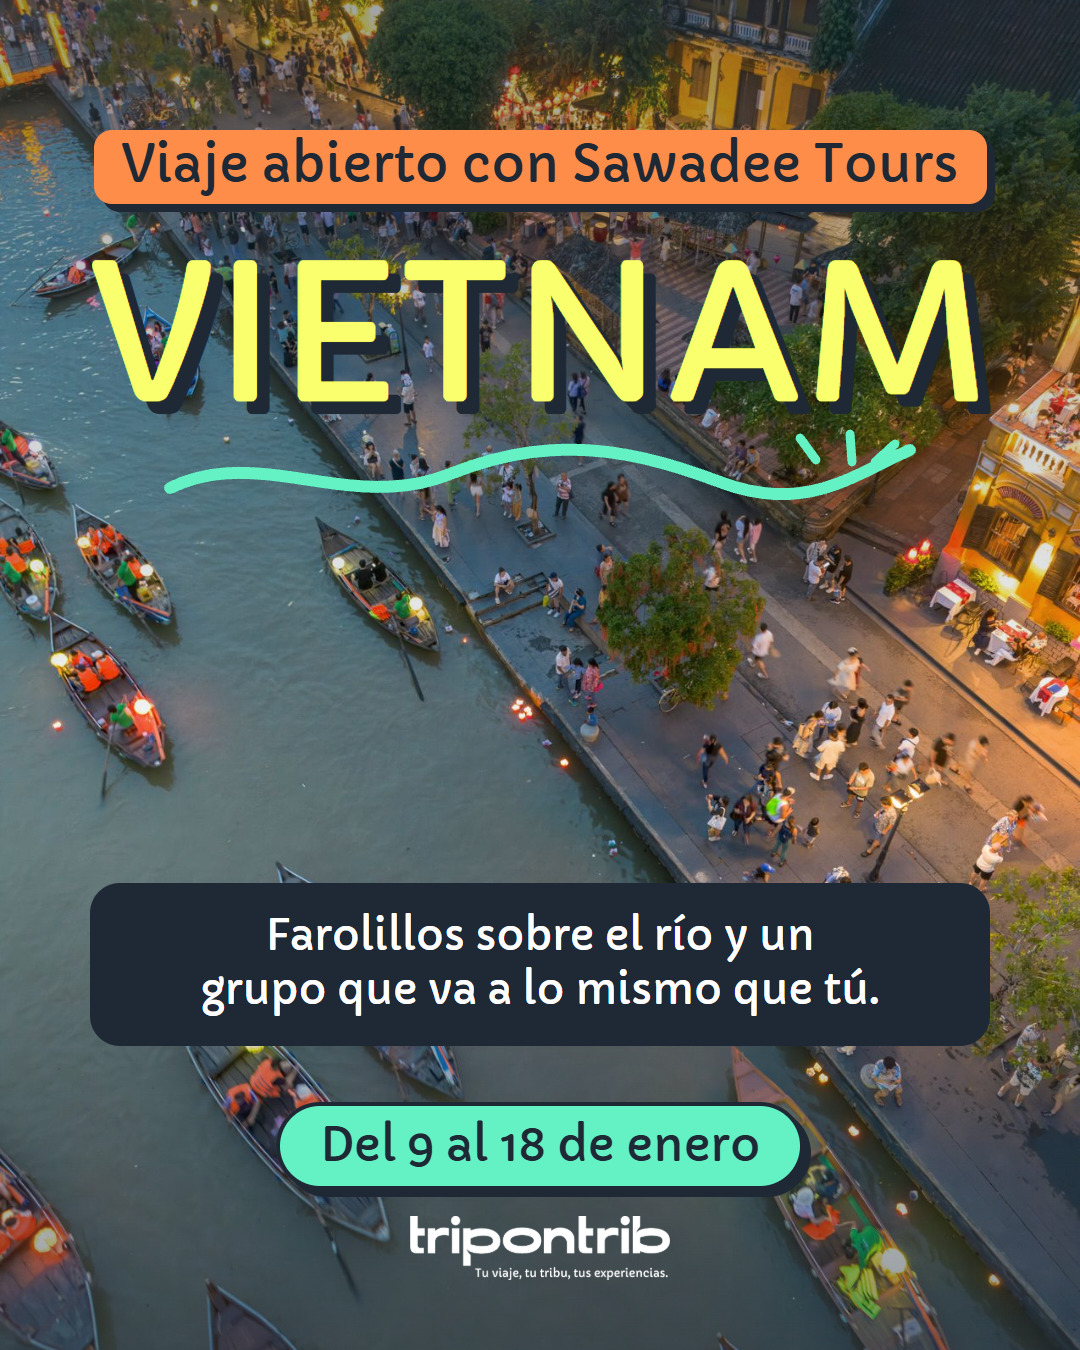 Viaje abierto con Sawadee Tours
VIETNAM
Farolillos sobre el río y un
grupo que va a lo mismo que tú.
Del 9 al 18 de enero
tripontrib
Tu viaje, tu tribu, tus experiencias.